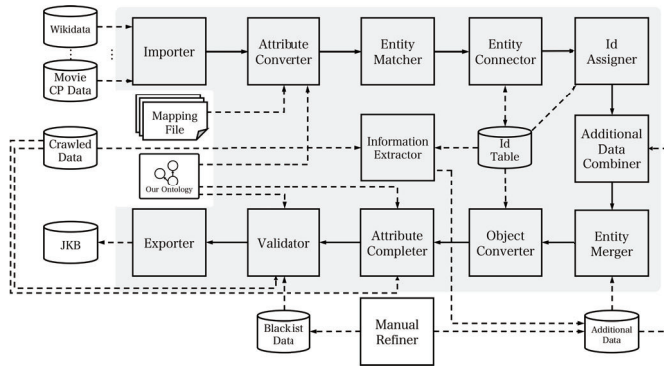 Wikidata
Movie
CP Data
Importer
Attribute
Converter
Entity
Matcher
Entity
Connector
Id
Assigner
Mapping
File
Crawled
Data
Information
Extractor
Id
Table
Additional
Data
Combiner
Our Ontology
JKB
Exporter
Validator
Attribute
Completer
Object
Converter
Entity
Merger
Blackist
Data
Manual
Refiner
Additional
Data